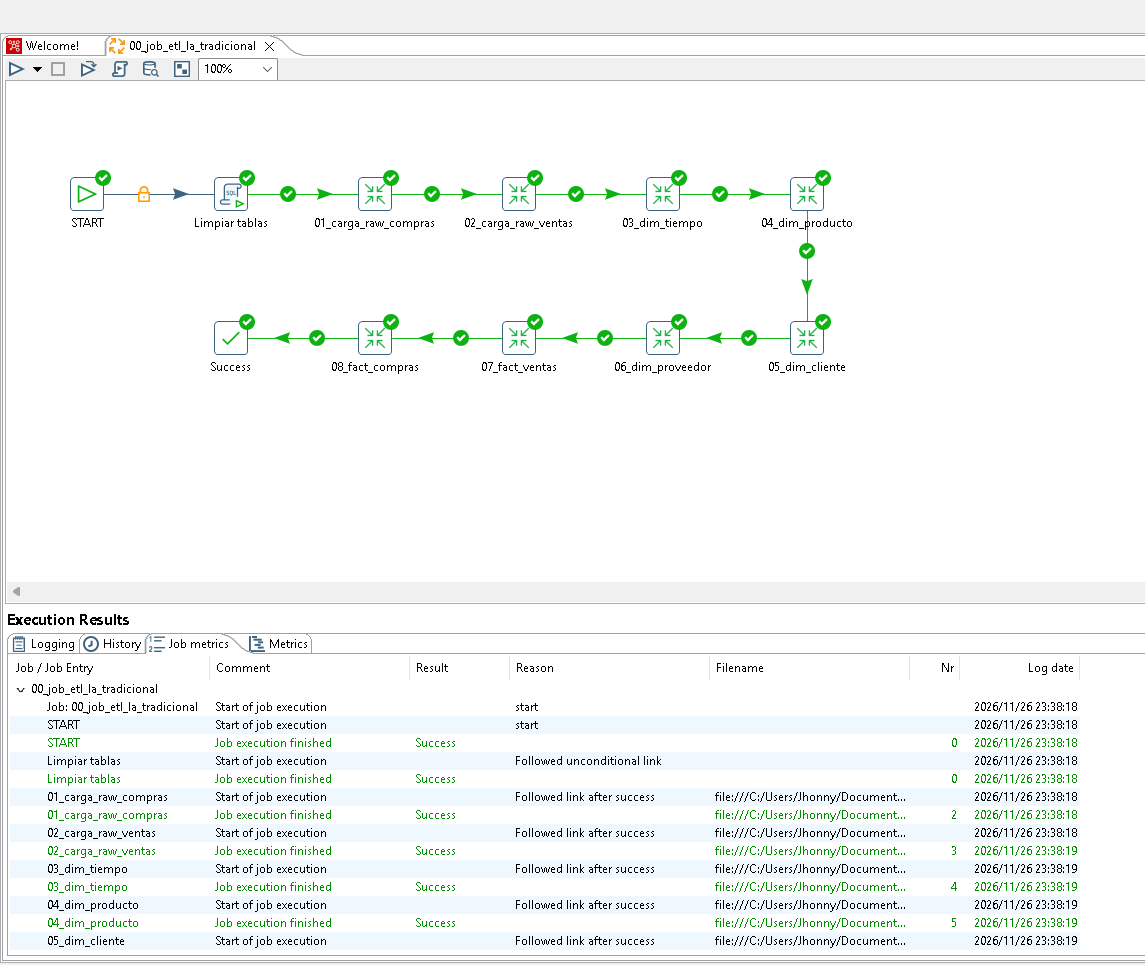 Welcome! 00_job_etl_la_tradicional
100%
START Limpiar tablas 01_carga_raw_compras 02_carga_raw_ventas 03_dim_tiempo 04_dim_producto
Success 08_fact_compras 07_fact_ventas 06_dim_proveedor 05_dim_cliente
Execution Results
Logging History Job metrics Metrics
Job / Job Entry Comment Result Reason Filename Nr Log date
00_job_etl_la_tradicional
Job: 00_job_etl_la_tradicional Start of job execution start 2026/11/26 23:38:18
START Start of job execution start 2026/11/26 23:38:18
START Job execution finished Success 0 2026/11/26 23:38:18
Limpiar tablas Start of job execution Followed unconditional link 2026/11/26 23:38:18
Limpiar tablas Job execution finished Success 0 2026/11/26 23:38:18
01_carga_raw_compras Start of job execution Followed link after success file:///C:/Users/Jhonny/Document... 2026/11/26 23:38:18
01_carga_raw_compras Job execution finished Success file:///C:/Users/Jhonny/Document... 2 2026/11/26 23:38:18
02_carga_raw_ventas Start of job execution Followed link after success file:///C:/Users/Jhonny/Document... 2026/11/26 23:38:18
02_carga_raw_ventas Job execution finished Success file:///C:/Users/Jhonny/Document... 3 2026/11/26 23:38:19
03_dim_tiempo Start of job execution Followed link after success file:///C:/Users/Jhonny/Document... 2026/11/26 23:38:19
03_dim_tiempo Job execution finished Success file:///C:/Users/Jhonny/Document... 4 2026/11/26 23:38:19
04_dim_producto Start of job execution Followed link after success file:///C:/Users/Jhonny/Document... 2026/11/26 23:38:19
04_dim_producto Job execution finished Success file:///C:/Users/Jhonny/Document... 5 2026/11/26 23:38:19
05_dim_cliente Start of job execution Followed link after success file:///C:/Users/Jhonny/Document... 2026/11/26 23:38:19